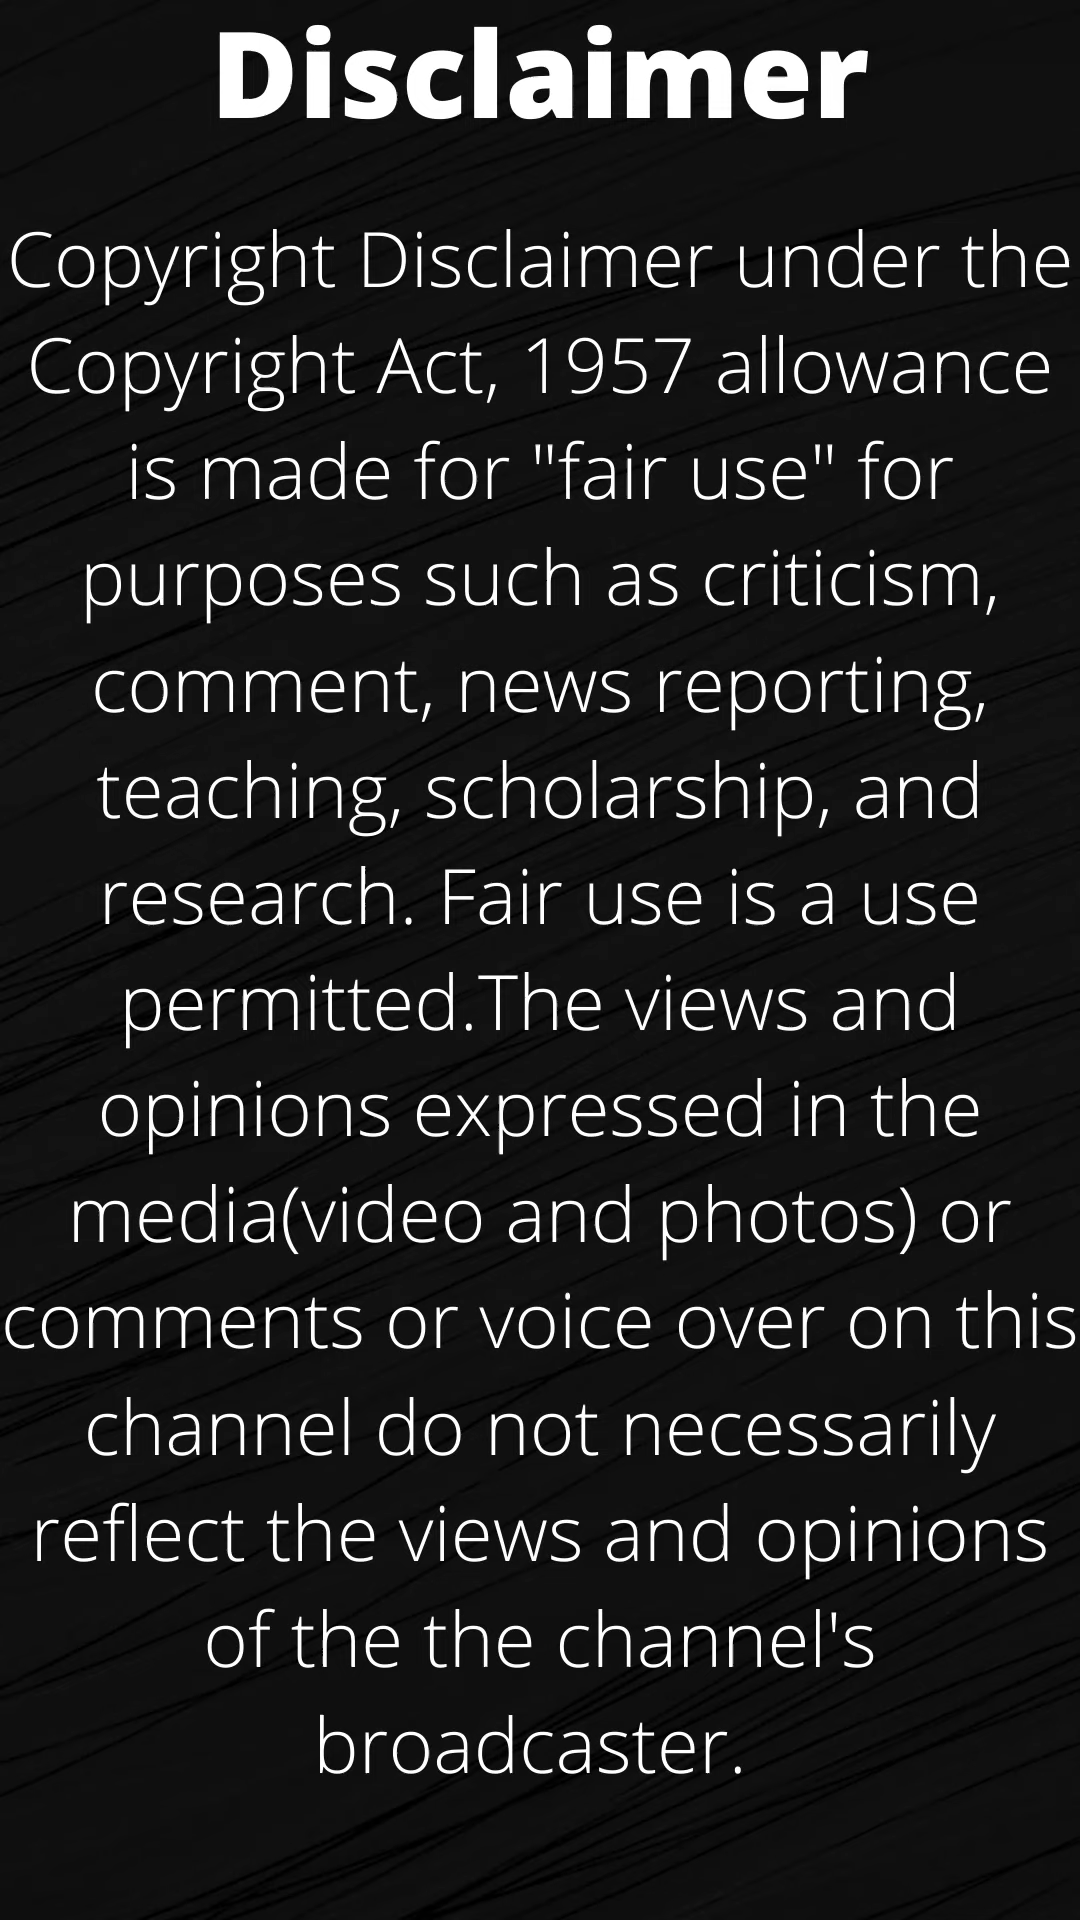 Disclaimer
Copyright Disclaimer under the
Copyright Act, 1957 allowance
is made for "fair use" for
purposes such as criticism,
comment, news reporting,
teaching, scholarship, and
research. Fair use is a use
permitted.The views and
opinions expressed in the
media(video and photos) or
comments or voice over on this
channel do not necessarily
reflect the views and opinions
of the the channel's
broadcaster.